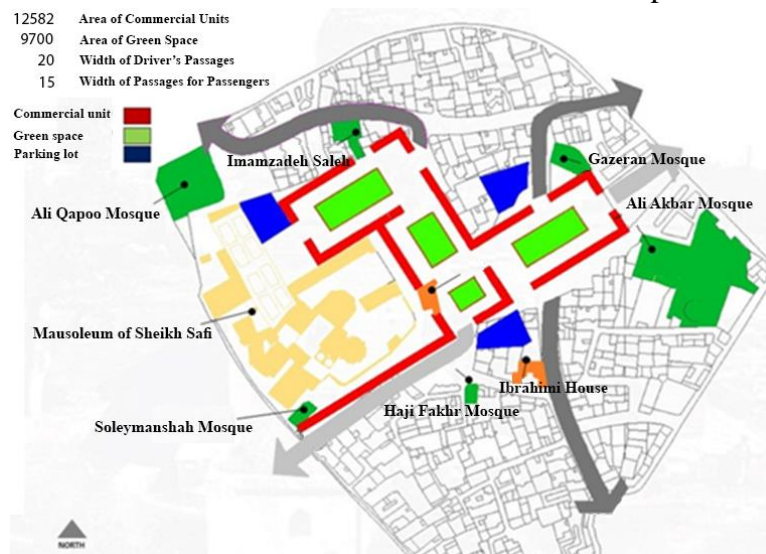 12582 Area of Commercial Units
9700 Area of Green Space
20 Width of Driver's Passages
15 Width of Passages for Passengers
Commercial unit
Green space
Parking lot
Imamzadeh Saleh
Gazeran Mosque
Ali Qapoo Mosque
Ali Akbar Mosque
Mausoleum of Sheikh Safi
Ibrahimi House
Haji Fakhr Mosque
Soleymanshah Mosque
NORTH